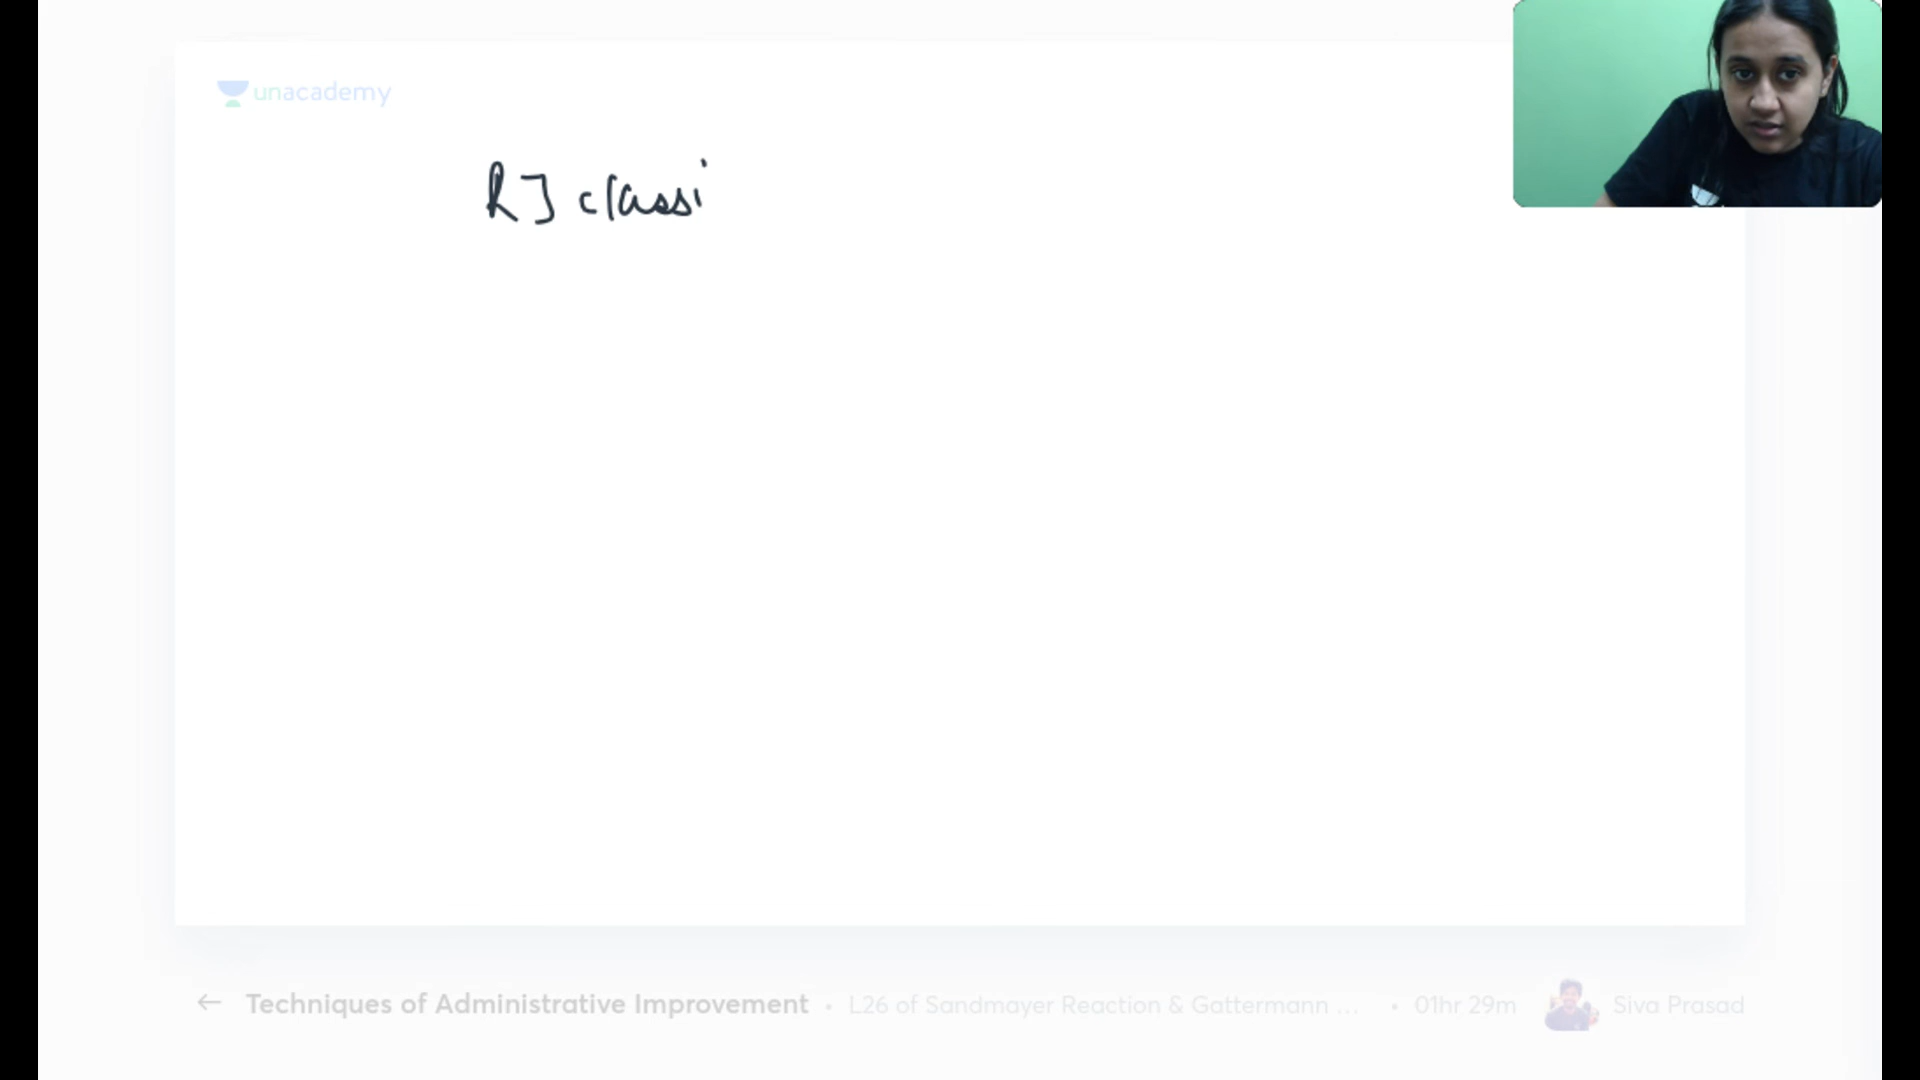 unacademy
RJ classi
← Techniques of Administrative Improvement • L26 of Sandmayer Reaction & Gattermann ... • 01hr 29m Siva Prasad